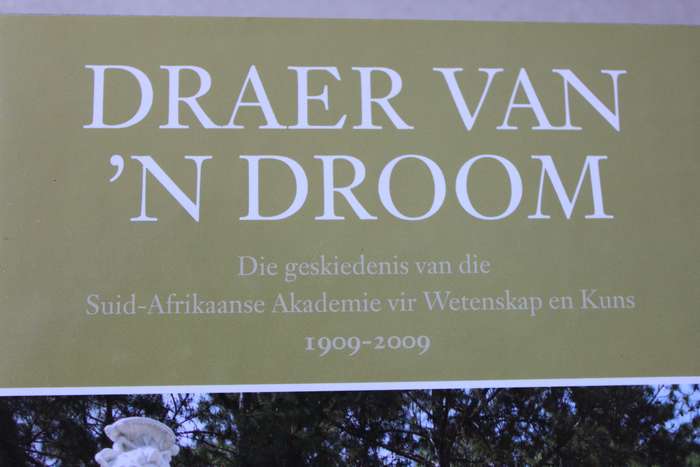 DRAER VAN
'N DROOM
Die geskiedenis van die
Suid-Afrikaanse Akademie vir Wetenskap en Kuns
1909-2009